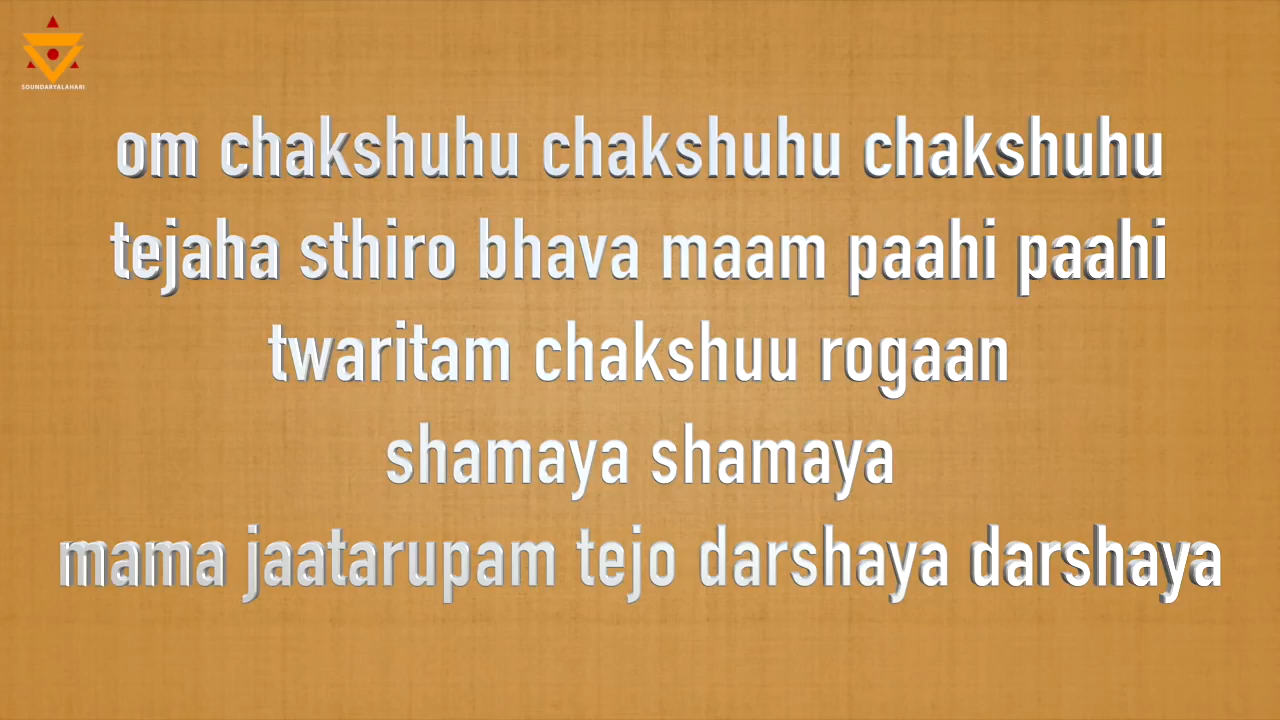 SOUNDARYALAHARI
om chakshuhu chakshuhu chakshuhu
tejaha sthiro bhava maam paahi paahi
twaritam chakshuu rogaan
shamaya shamaya
mama jaatarupam tejo darshaya darshaya